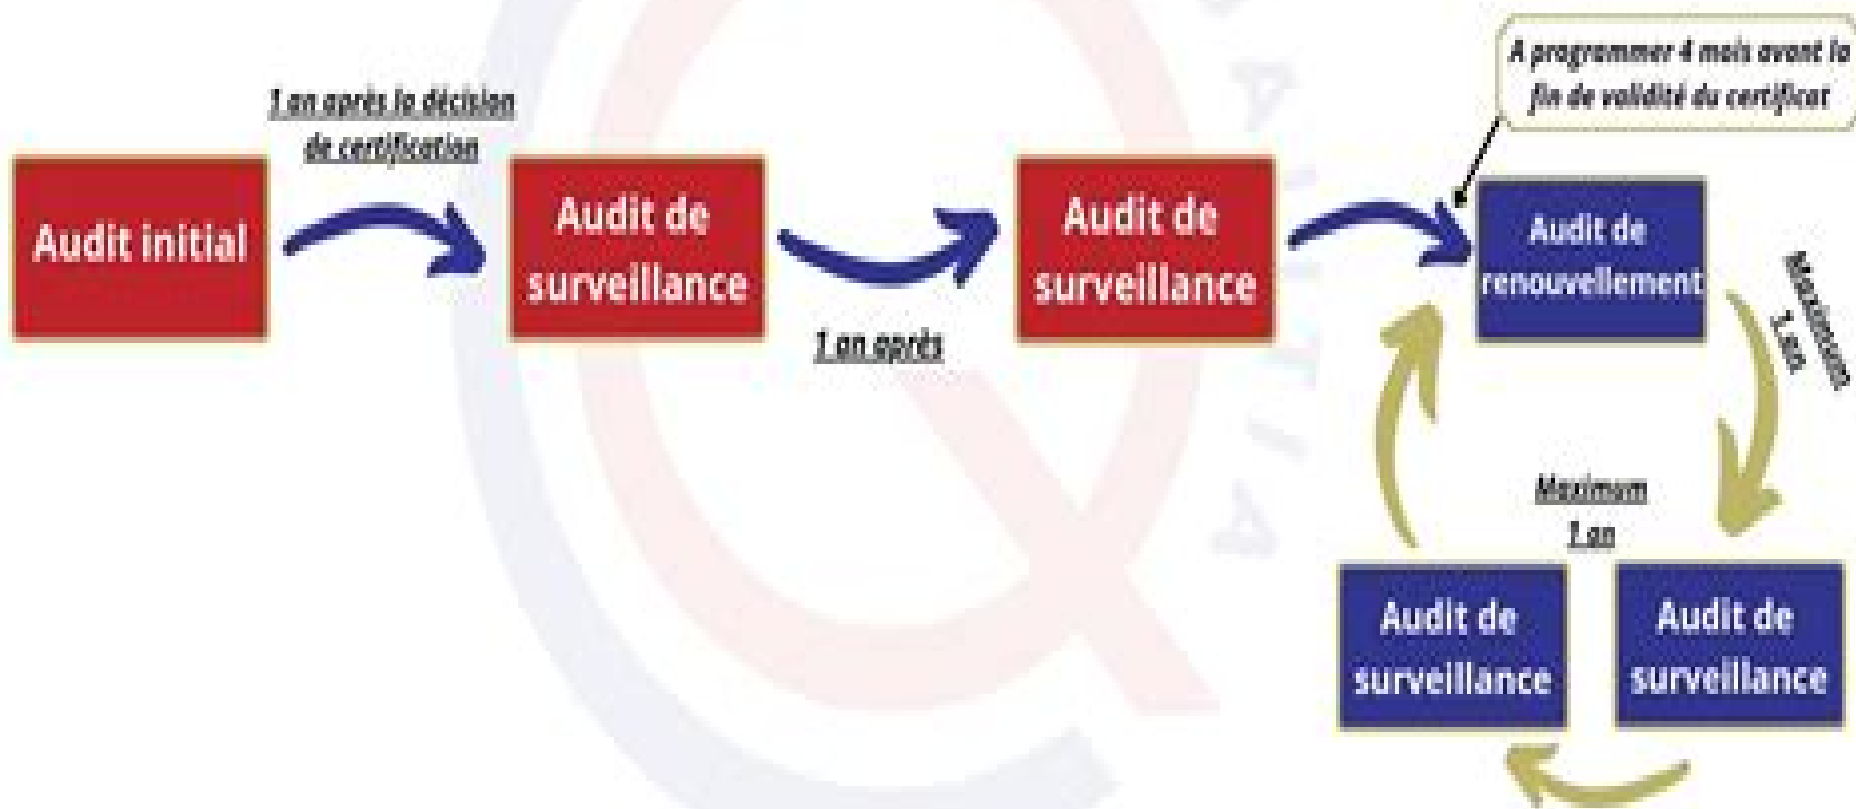 A programmer 4 mois avant la
fin de validité du certificat
1 an après la décision
de certification
Audit initial
Audit de
surveillance
1 an après
Audit de
surveillance
Audit de
renouvellement
Maximum
1 an
Maximum
1 an
Audit de
surveillance
Audit de
surveillance